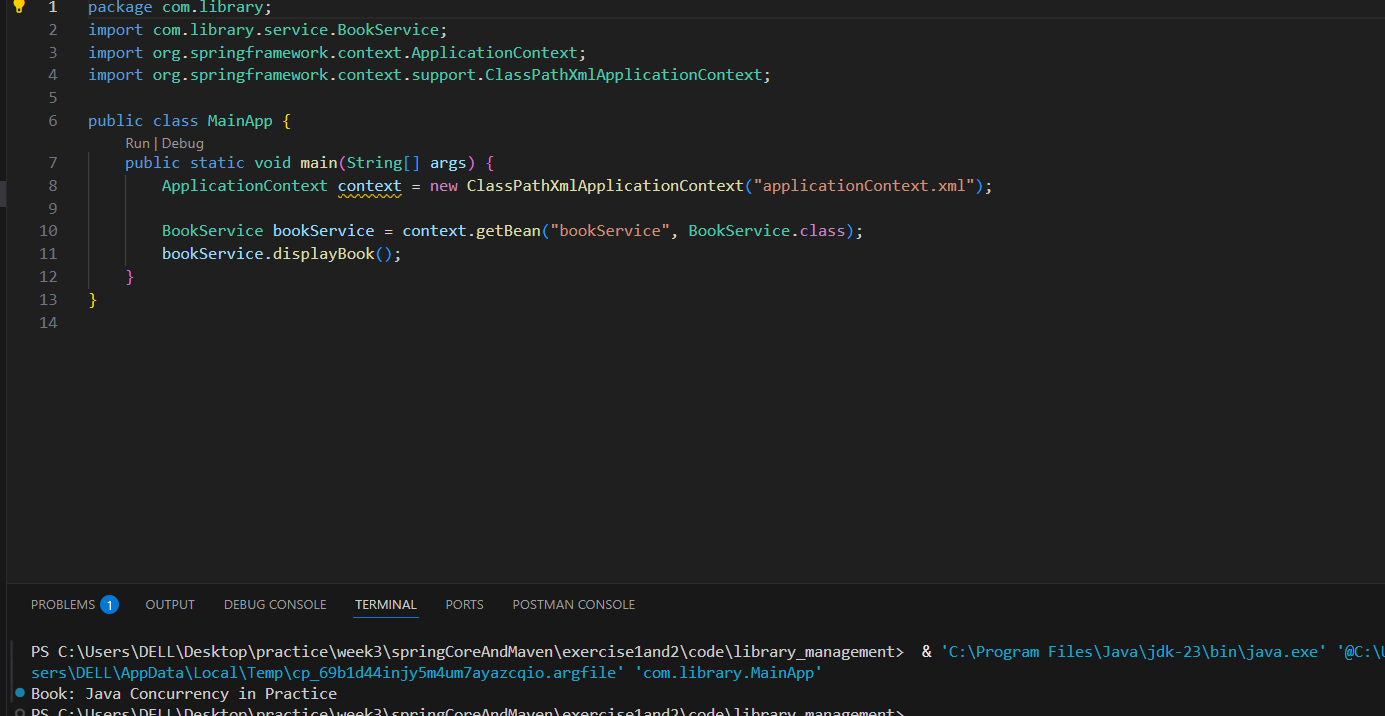 1 package com.library;
2 import com.library.service.BookService;
3 import org.springframework.context.ApplicationContext;
4 import org.springframework.context.support.ClassPathXmlApplicationContext;
5
6 public class MainApp {
Run | Debug
7 public static void main(String[] args) {
8 ApplicationContext context = new ClassPathXmlApplicationContext("applicationContext.xml");
9
10 BookService bookService = context.getBean("bookService", BookService.class);
11 bookService.displayBook();
12 }
13 }
14
PROBLEMS 1 OUTPUT DEBUG CONSOLE TERMINAL PORTS POSTMAN CONSOLE
PS C:\Users\DELL\Desktop\practice\week3\springCoreAndMaven\exercise1and2\code\library_management> & 'C:\Program Files\Java\jdk-23\bin\java.exe' '@C:\U
sers\DELL\AppData\Local\Temp\cp_69b1d44injy5m4um7ayazcqio.argfile' 'com.library.MainApp'
Book: Java Concurrency in Practice
PS C:\Users\DELL\Desktop\practice\week3\springCoreAndMaven\exercise1and2\code\library_management>